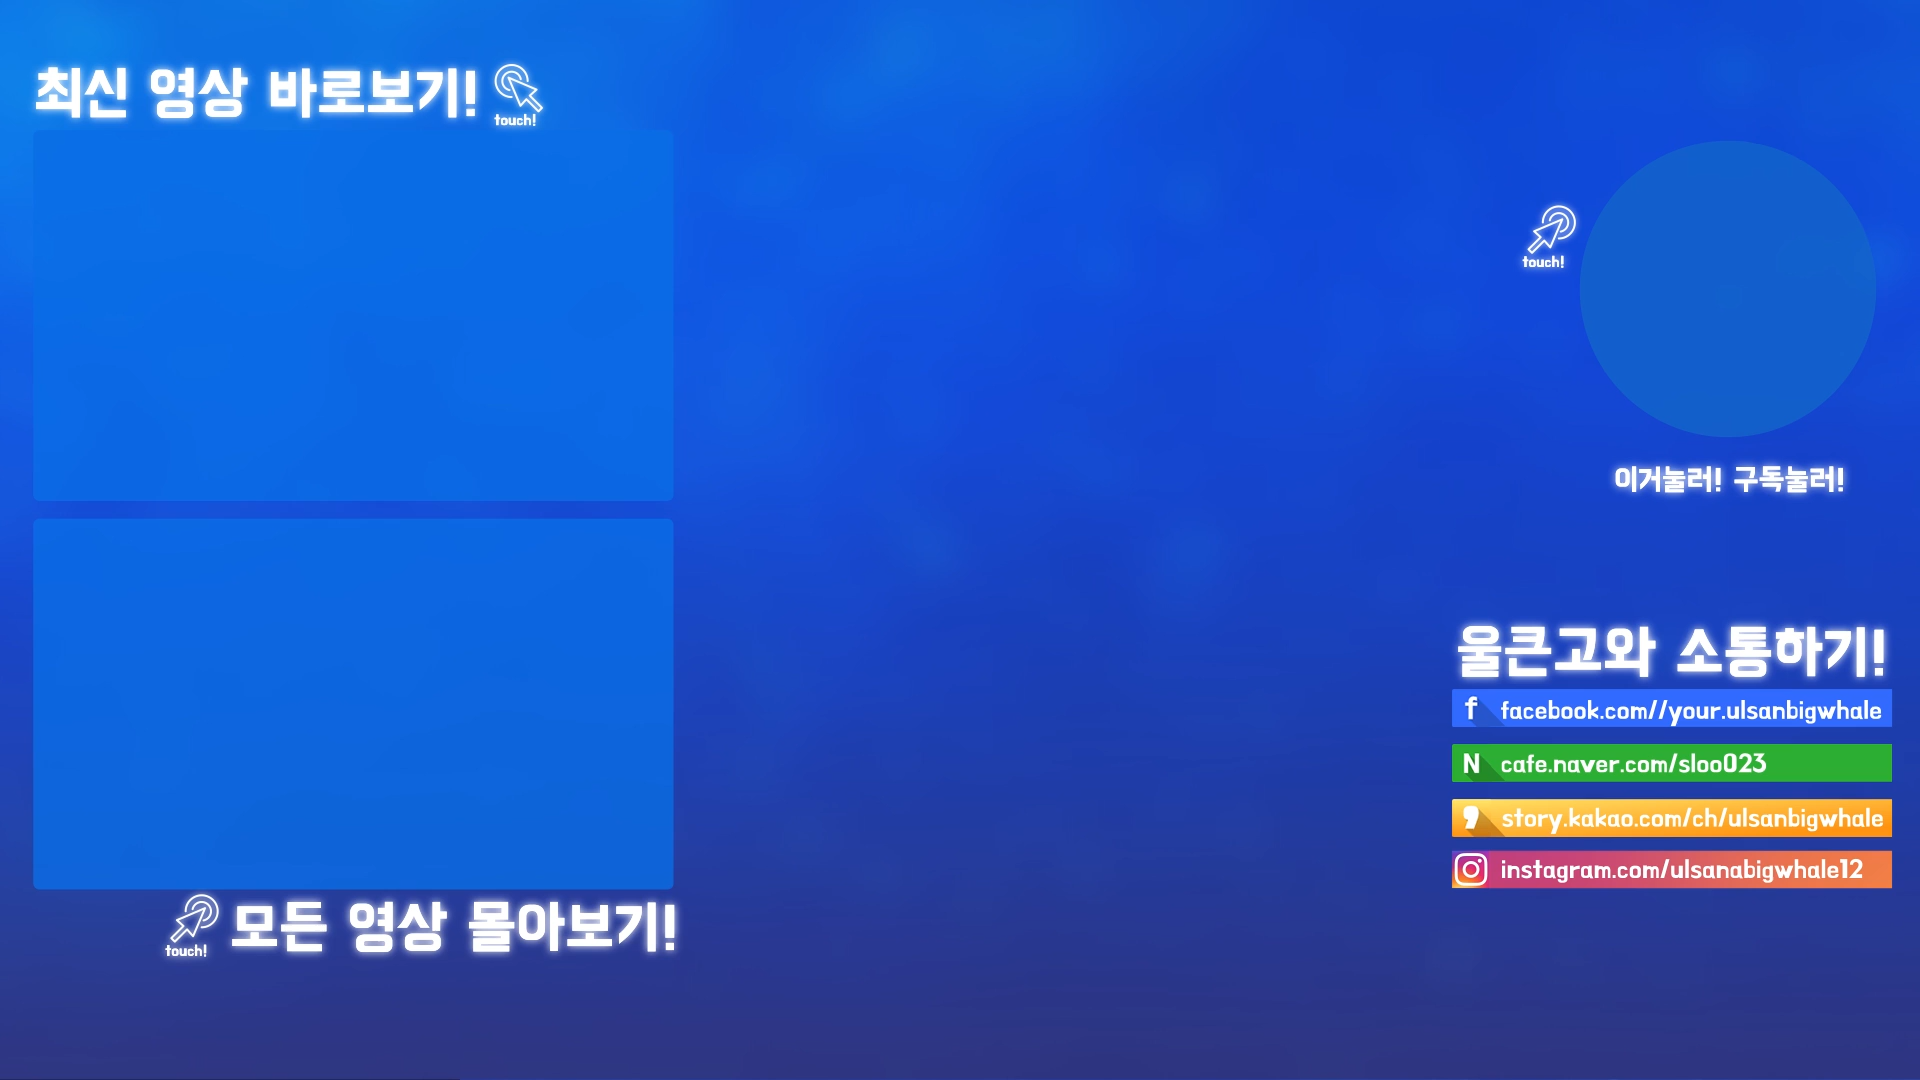 최신 영상 바로보기!
touch!
touch!
이거눌러! 구독눌러!
울큰고와 소통하기!
facebook.com//your.ulsanbigwhale
cafe.naver.com/sloo023
story.kakao.com/ch/ulsanbigwhale
instagram.com/ulsanabigwhale12
touch!
모든 영상 몰아보기!